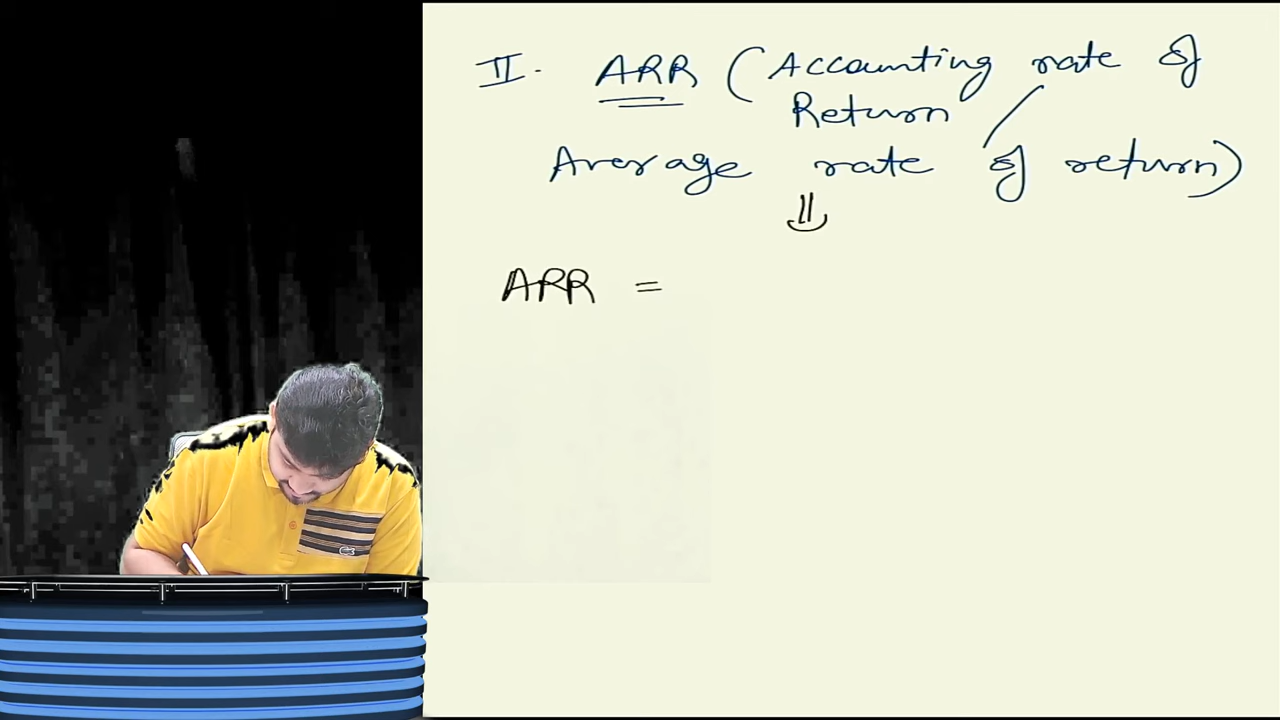 II. ARR (Accounting rate of
Return /
Average rate of return)
⇓
ARR =